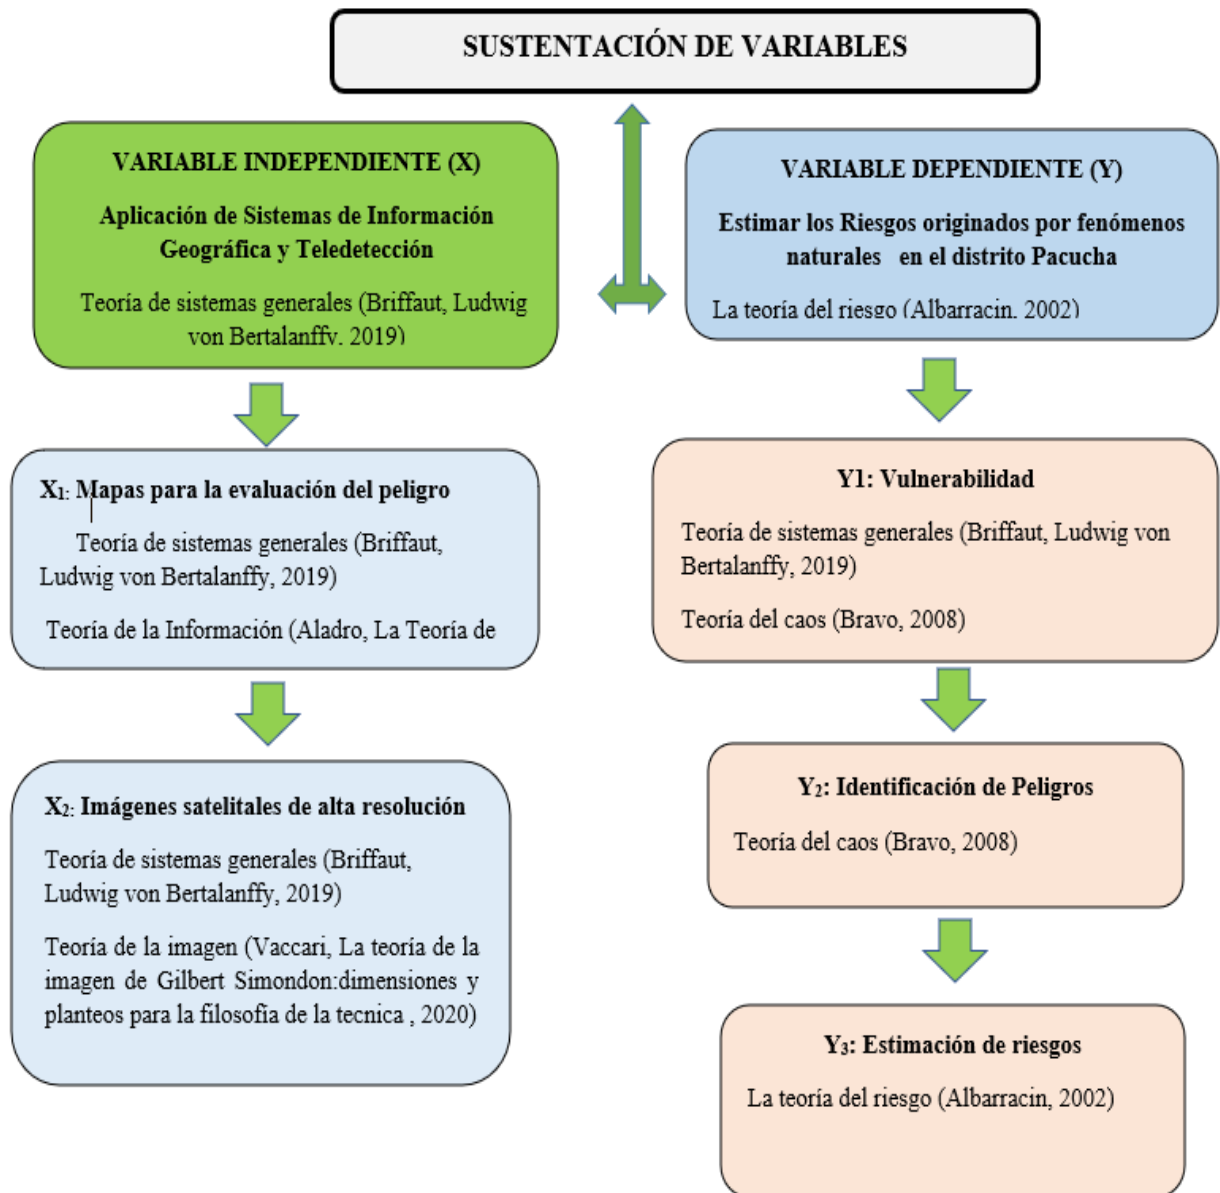 SUSTENTACIÓN DE VARIABLES
VARIABLE INDEPENDIENTE (X)
Aplicación de Sistemas de Información
Geográfica y Teledetección
Teoría de sistemas generales (Briffaut, Ludwig
von Bertalanffy, 2019)
X1: Mapas para la evaluación del peligro
Teoría de sistemas generales (Briffaut,
Ludwig von Bertalanffy, 2019)
Teoría de la Información (Aladro, La Teoría de
X2: Imágenes satelitales de alta resolución
Teoría de sistemas generales (Briffaut,
Ludwig von Bertalanffy, 2019)
Teoría de la imagen (Vaccari, La teoría de la
imagen de Gilbert Simondon:dimensiones y
planteos para la filosofía de la tecnica , 2020)
VARIABLE DEPENDIENTE (Y)
Estimar los Riesgos originados por fenómenos
naturales en el distrito Pacucha
La teoría del riesgo (Albarracin, 2002)
Y1: Vulnerabilidad
Teoría de sistemas generales (Briffaut, Ludwig von
Bertalanffy, 2019)
Teoría del caos (Bravo, 2008)
Y2: Identificación de Peligros
Teoría del caos (Bravo, 2008)
Y3: Estimación de riesgos
La teoría del riesgo (Albarracin, 2002)